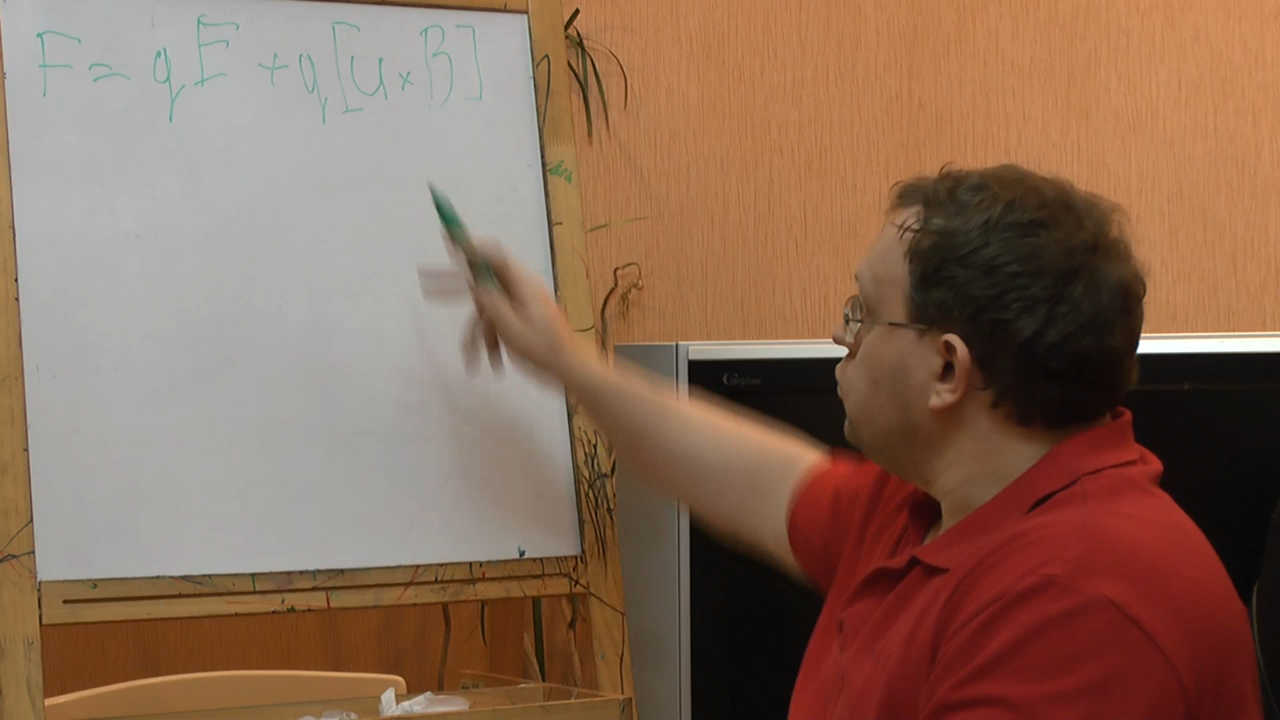 F = qE + q[u × B]